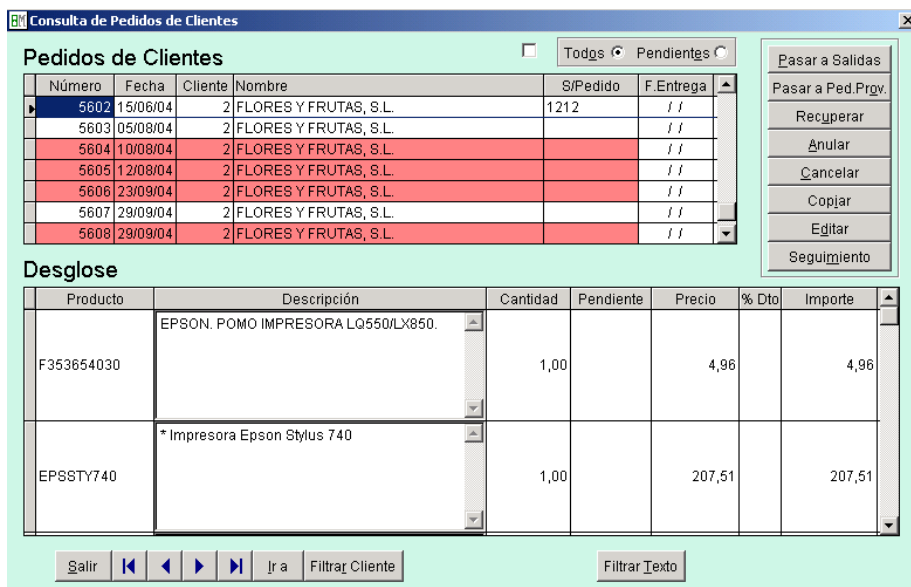 Consulta de Pedidos de Clientes
Pedidos de Clientes
Todos Pendientes
Número Fecha Cliente Nombre S/Pedido F.Entrega
5602 15/06/04 2 FLORES Y FRUTAS, S.L. 1212 / /
5603 05/08/04 2 FLORES Y FRUTAS, S.L. / /
5604 10/08/04 2 FLORES Y FRUTAS, S.L. / /
5605 12/08/04 2 FLORES Y FRUTAS, S.L. / /
5606 23/09/04 2 FLORES Y FRUTAS, S.L. / /
5607 29/09/04 2 FLORES Y FRUTAS, S.L. / /
5608 29/09/04 2 FLORES Y FRUTAS, S.L. / /
Pasar a Salidas
Pasar a Ped.Prov.
Recuperar
Anular
Cancelar
Copiar
Editar
Seguimiento
Desglose
Producto Descripción Cantidad Pendiente Precio % Dto Importe
F353654030 EPSON. POMO IMPRESORA LQ550/LX850. 1,00 4,96 4,96
EPSSTY740 * Impresora Epson Stylus 740 1,00 207,51 207,51
Salir Ir a Filtrar Cliente Filtrar Texto